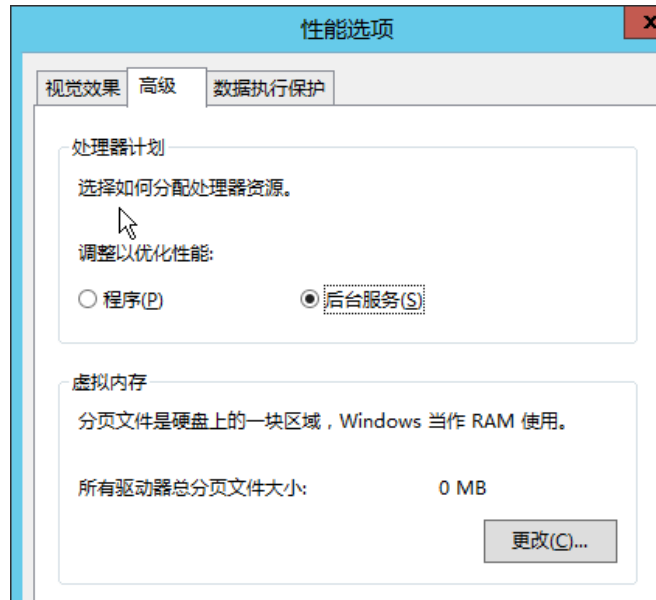 性能选项
视觉效果 高级 数据执行保护
处理器计划
选择如何分配处理器资源。
调整以优化性能:
程序(P) 后台服务(S)
虚拟内存
分页文件是硬盘上的一块区域，Windows 当作 RAM 使用。
所有驱动器总分页文件大小: 0 MB
更改(C)...